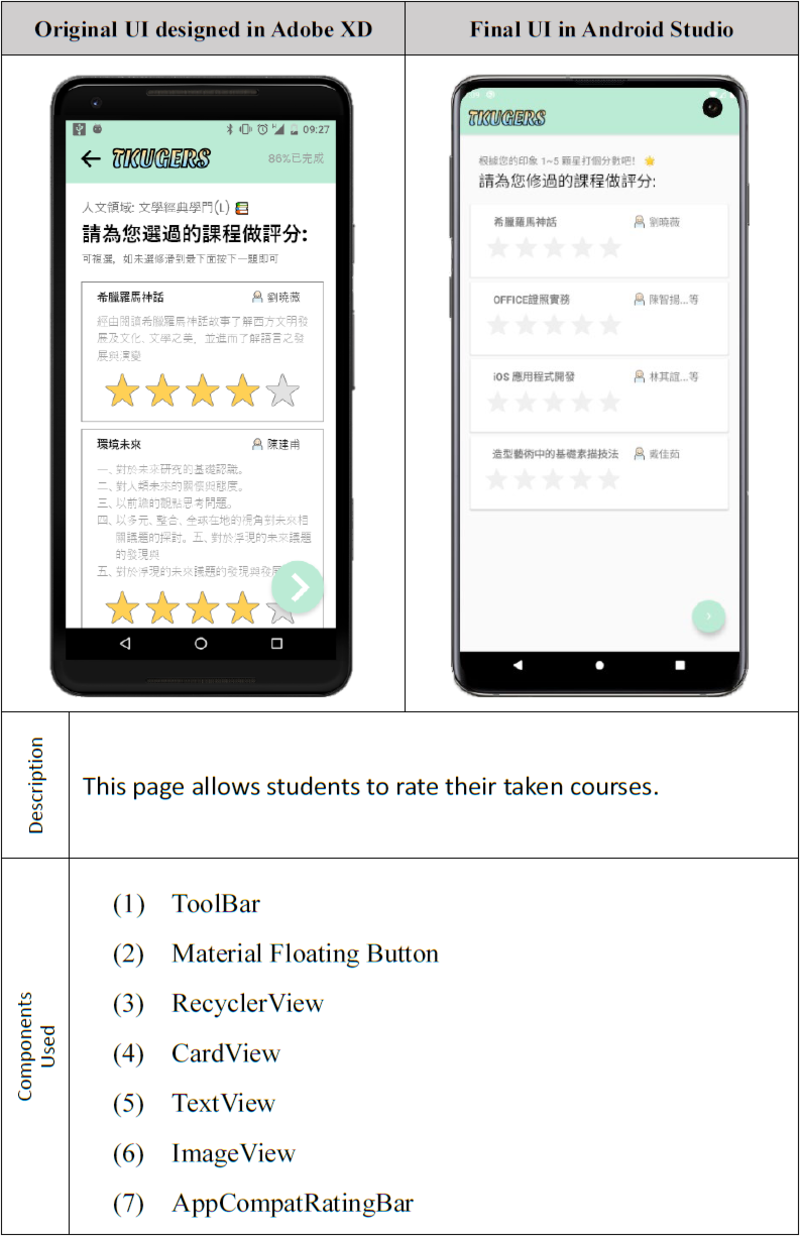 Original UI designed in Adobe XD
Final UI in Android Studio
09:27
TKUGERS
86%已完成
人文領域: 文學經典學門(L)
請為您選過的課程做評分:
可複選，如未選修滑到最下面按下一題即可
希臘羅馬神話
劉曉薇
經由閱讀希臘羅馬神話故事了解西方文明發
展及文化、文學之美，並進而了解語言之發
展與演變
環境未來
陳建甫
一、對於未來研究的基礎認識。
二、對人類未來的關懷與態度。
三、以前瞻的觀點思考問題。
四、以多元、整合、全球在地的視角對未來相
關議題的探討。五、對於浮現的未來議題
的發現與
五、對於浮現的未來議題的發現與發展
TKUGERS
根據您的印象 1~5 顆星打個分數吧!
請為您修過的課程做評分:
希臘羅馬神話
劉曉薇
OFFICE證照實務
陳智揚...等
iOS 應用程式開發
林其誼...等
造型藝術中的基礎素描技法
喬佳茹
Description
This page allows students to rate their taken courses.
Components
Used
(1) ToolBar
(2) Material Floating Button
(3) RecyclerView
(4) CardView
(5) TextView
(6) ImageView
(7) AppCompatRatingBar